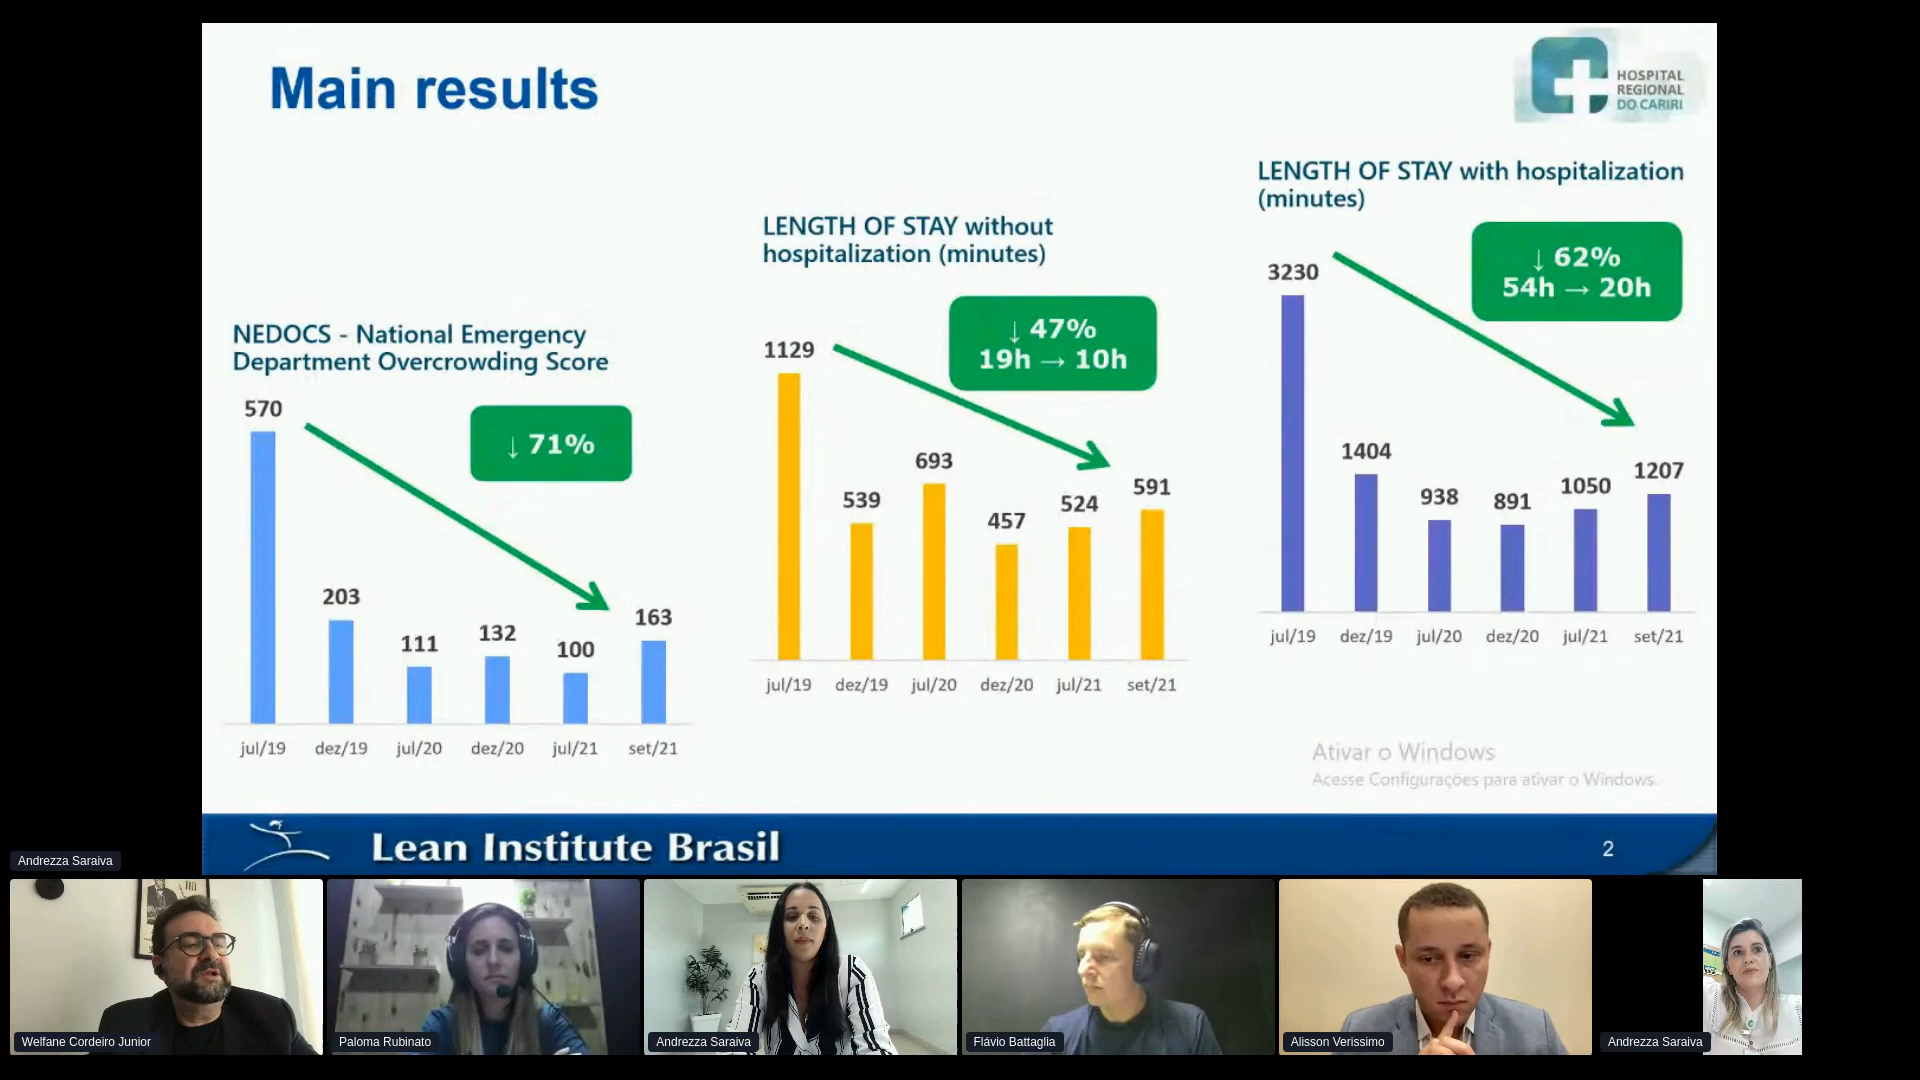 Main results
HOSPITAL
REGIONAL
DO CARIRI
NEDOCS - National Emergency
Department Overcrowding Score
↓ 71%
570
203
111
132
100
163
jul/19 dez/19 jul/20 dez/20 jul/21 set/21
LENGTH OF STAY without
hospitalization (minutes)
↓ 47%
19h → 10h
1129
539
693
457
524
591
jul/19 dez/19 jul/20 dez/20 jul/21 set/21
LENGTH OF STAY with hospitalization
(minutes)
↓ 62%
54h → 20h
3230
1404
938
891
1050
1207
jul/19 dez/19 jul/20 dez/20 jul/21 set/21
Ativar o Windows
Acesse Configurações para ativar o Windows.
Lean Institute Brasil
2
Andrezza Saraiva
Welfane Cordeiro Junior
Paloma Rubinato
Andrezza Saraiva
Flávio Battaglia
Alisson Verissimo
Andrezza Saraiva